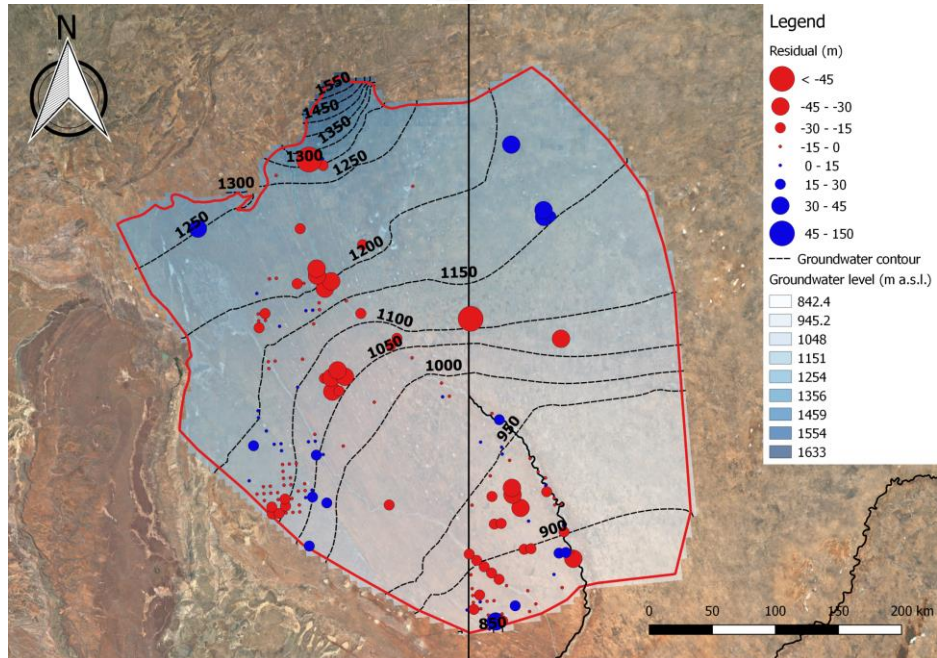 N
Legend
Residual (m)
< -45
-45 - -30
-30 - -15
-15 - 0
0 - 15
15 - 30
30 - 45
45 - 150
Groundwater contour
Groundwater level (m a.s.l.)
842.4
945.2
1048
1151
1254
1356
1459
1554
1633
1550
1450
1350
1300
1250
1300
1250
1200
1150
1100
1050
1000
950
900
850
0 50 100 150 200 km